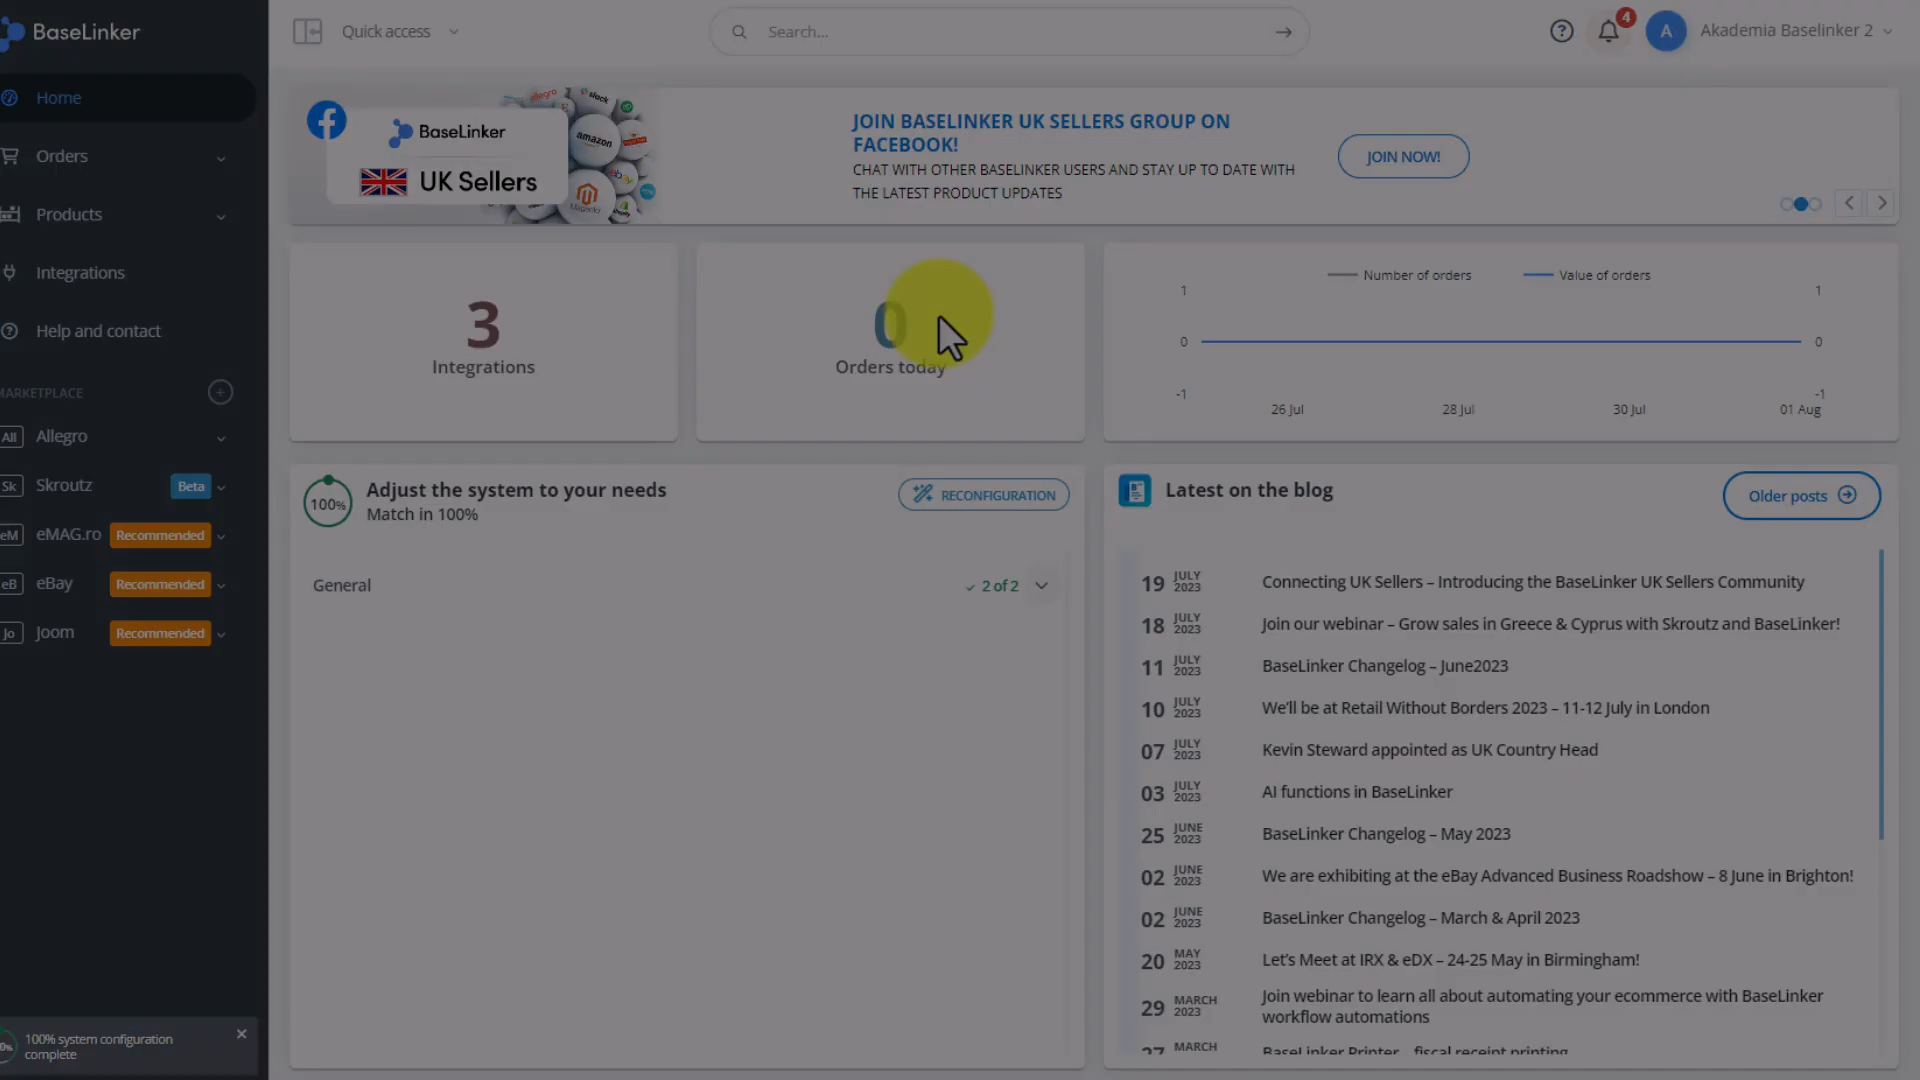 BaseLinker
Quick access
Search...
4
A
Akademia Baselinker 2
Home
Orders
Products
Integrations
Help and contact
MARKETPLACE
All
Allegro
Sk
Skroutz
Beta
eM
eMAG.ro
Recommended
eB
eBay
Recommended
Jo
Joom
Recommended
100% system configuration
complete
allegro
slack
amazon
ebay
Magento
BaseLinker
UK Sellers
JOIN BASELINKER UK SELLERS GROUP ON
FACEBOOK!
CHAT WITH OTHER BASELINKER USERS AND STAY UP TO DATE WITH
THE LATEST PRODUCT UPDATES
JOIN NOW!
3
Integrations
0
Orders today
Number of orders
Value of orders
1
1
0
0
-1
-1
26 Jul
28 Jul
30 Jul
01 Aug
100%
Adjust the system to your needs
Match in 100%
RECONFIGURATION
General
2 of 2
Latest on the blog
Older posts
19 JULY 2023 Connecting UK Sellers – Introducing the BaseLinker UK Sellers Community
18 JULY 2023 Join our webinar – Grow sales in Greece & Cyprus with Skroutz and BaseLinker!
11 JULY 2023 BaseLinker Changelog – June2023
10 JULY 2023 We'll be at Retail Without Borders 2023 – 11-12 July in London
07 JULY 2023 Kevin Steward appointed as UK Country Head
03 JULY 2023 AI functions in BaseLinker
25 JUNE 2023 BaseLinker Changelog – May 2023
02 JUNE 2023 We are exhibiting at the eBay Advanced Business Roadshow – 8 June in Brighton!
02 JUNE 2023 BaseLinker Changelog – March & April 2023
20 MAY 2023 Let's Meet at IRX & eDX – 24-25 May in Birmingham!
29 MARCH 2023 Join webinar to learn all about automating your ecommerce with BaseLinker
workflow automations
27 MARCH BaseLinker Printer – fiscal receipt printing